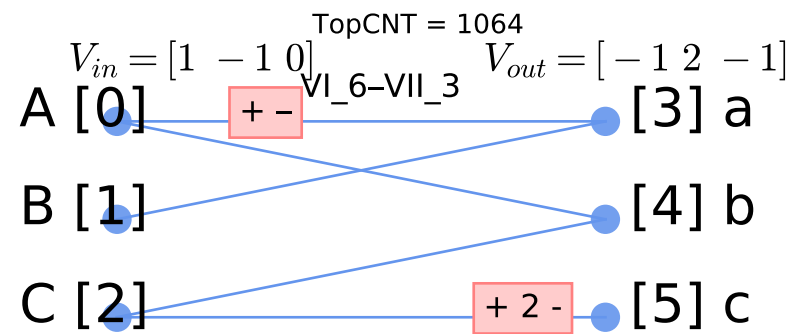 TopCNT = 1064
V_in = [1 −1 0]
V_out = [−1 2 −1]
VI_6–VII_3
A [0]
+ –
[3] a
B [1]
[4] b
C [2]
+ 2 -
[5] c